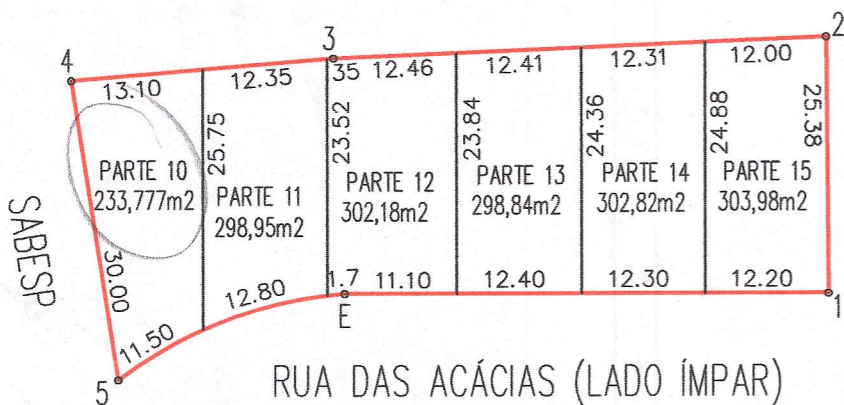 2
3
4
13.10
12.35
35
12.46
12.41
12.31
12.00
25.75
23.52
23.84
24.36
24.88
25.38
PARTE 10
233,777m2
PARTE 11
298,95m2
PARTE 12
302,18m2
PARTE 13
298,84m2
PARTE 14
302,82m2
PARTE 15
303,98m2
SABESP
30.00
11.50
12.80
1.7
11.10
12.40
12.30
12.20
E
1
5
RUA DAS ACÁCIAS (LADO ÍMPAR)